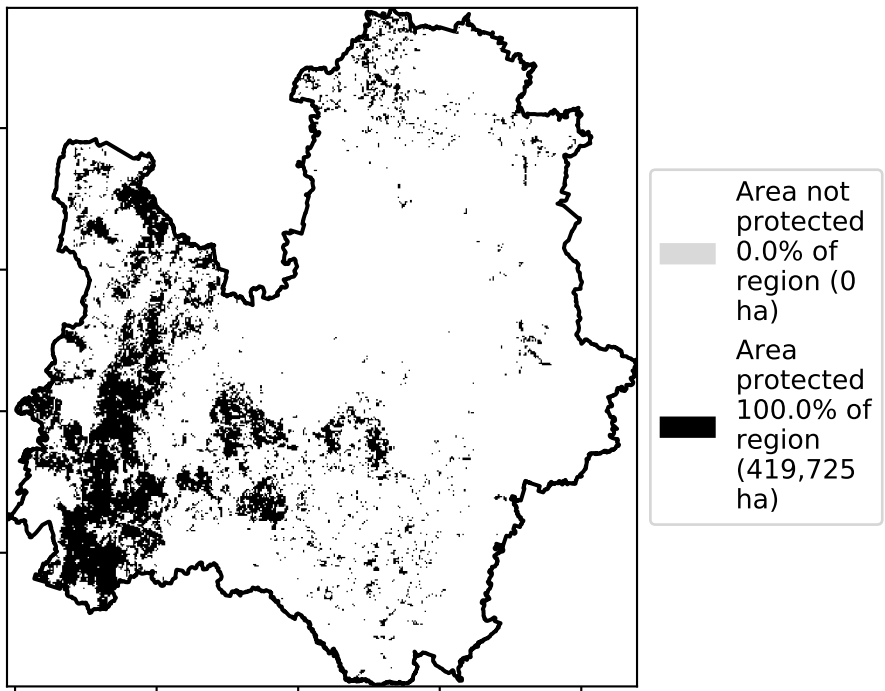 Area not
protected
0.0% of
region (0
ha)
Area
protected
100.0% of
region
(419,725
ha)